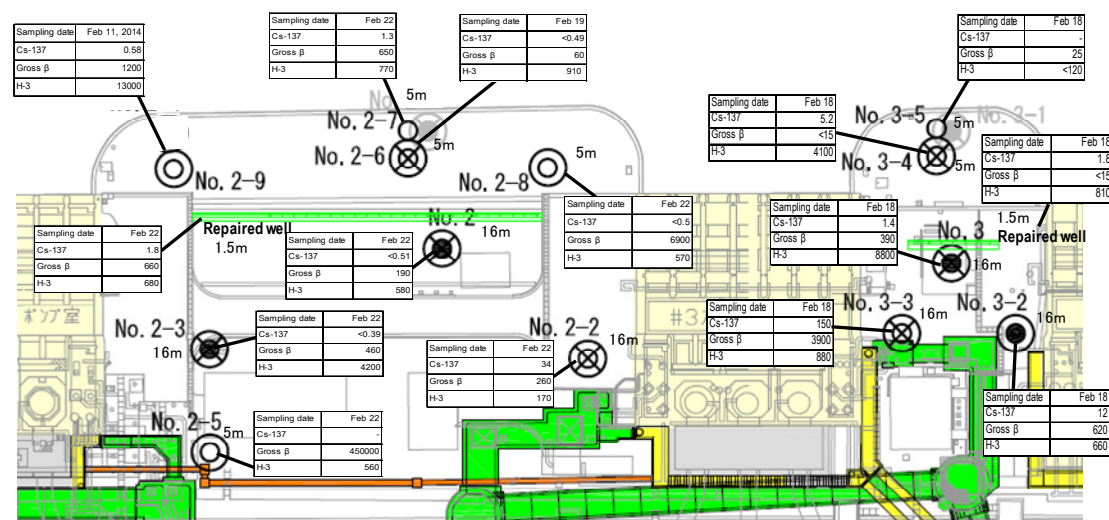 Sampling date Feb 11, 2014
Cs-137 0.58
Gross β 1200
H-3 13000
Sampling date Feb 22
Cs-137 1.3
Gross β 650
H-3 770
Sampling date Feb 19
Cs-137 <0.49
Gross β 60
H-3 910
Sampling date Feb 18
Cs-137 -
Gross β 25
H-3 <120
Sampling date Feb 18
Cs-137 5.2
Gross β <15
H-3 4100
Sampling date Feb 18
Cs-137 1.8
Gross β <15
H-3 810
No. 5m
No. 2-7
5m
No. 2-6
No. 2-9
No. 2-8
5m
No. 3-5
5m
No. 3-1
No. 3-4
5m
Sampling date Feb 22
Cs-137 1.8
Gross β 660
H-3 680
Repaired well
1.5m
No. 2
16m
Sampling date Feb 22
Cs-137 <0.51
Gross β 190
H-3 580
Sampling date Feb 22
Cs-137 <0.5
Gross β 6900
H-3 570
Sampling date Feb 18
Cs-137 1.4
Gross β 390
H-3 8800
1.5m
Repaired well
No. 3
16m
ポンプ室
No. 2-3
16m
Sampling date Feb 22
Cs-137 <0.39
Gross β 460
H-3 4200
No. 2-2
16m
Sampling date Feb 22
Cs-137 34
Gross β 260
H-3 170
#3
Sampling date Feb 18
Cs-137 150
Gross β 3900
H-3 880
No. 3-3
16m
No. 3-2
16m
Sampling date Feb 18
Cs-137 12
Gross β 620
H-3 660
No. 2-5
5m
Sampling date Feb 22
Cs-137 -
Gross β 450000
H-3 560